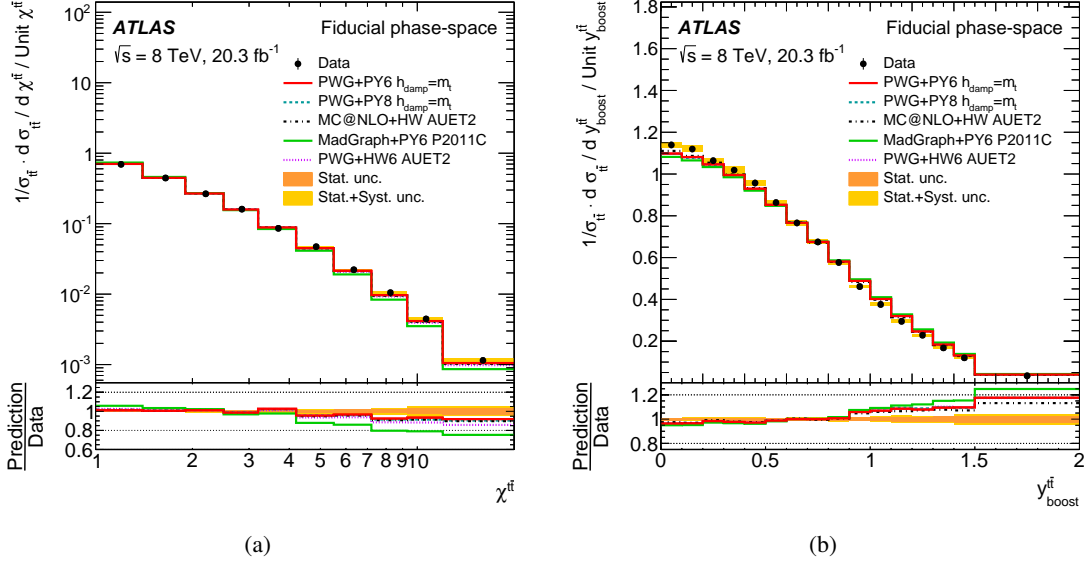 ATLAS Fiducial phase-space
√s = 8 TeV, 20.3 fb⁻¹
Data
PWG+PY6 h_damp=m_t
PWG+PY8 h_damp=m_t
MC@NLO+HW AUET2
MadGraph+PY6 P2011C
PWG+HW6 AUET2
Stat. unc.
Stat.+Syst. unc.
1/σ_tt̄ · d σ_tt̄ / d χ^tt̄ / Unit χ^tt̄
10²
10
1
10⁻¹
10⁻²
10⁻³
Prediction
Data
1.2
1
0.8
0.6
1 2 3 4 5 6 7 8 9 10
χ^tt̄
(a)
ATLAS Fiducial phase-space
√s = 8 TeV, 20.3 fb⁻¹
Data
PWG+PY6 h_damp=m_t
PWG+PY8 h_damp=m_t
MC@NLO+HW AUET2
MadGraph+PY6 P2011C
PWG+HW6 AUET2
Stat. unc.
Stat.+Syst. unc.
1/σ_tt̄ · d σ_tt̄ / d y_boost^tt̄ / Unit y_boost^tt̄
1.8
1.6
1.4
1.2
1.0
0.8
0.6
0.4
0.2
0.0
Prediction
Data
1.2
1
0.8
0 0.5 1 1.5 2
y_boost^tt̄
(b)